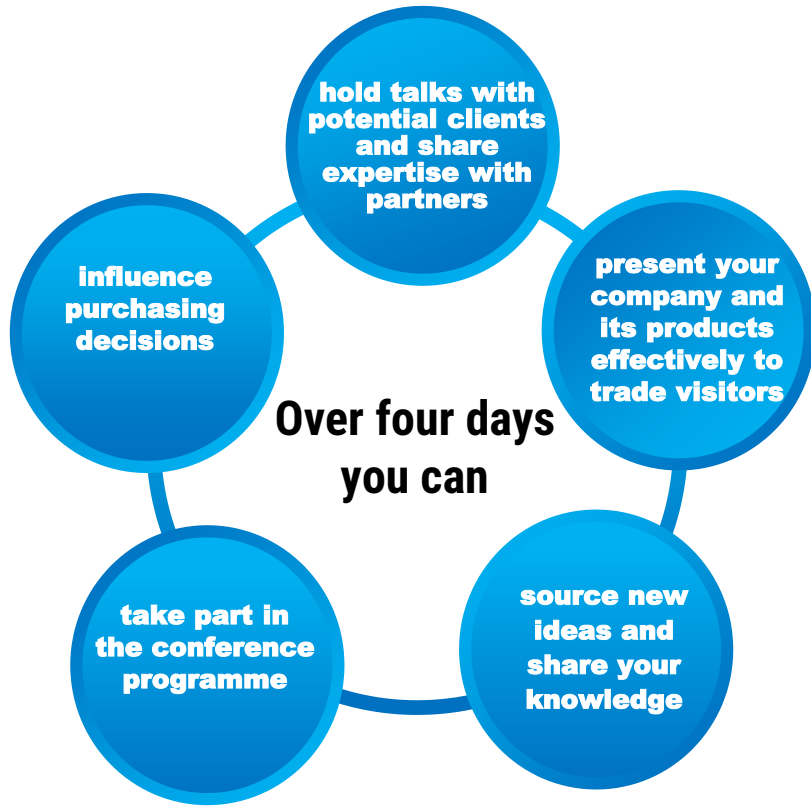 hold talks with
potential clients
and share
expertise with
partners
influence
purchasing
decisions
present your
company and
its products
effectively to
trade visitors
Over four days
you can
take part in
the conference
programme
source new
ideas and
share your
knowledge